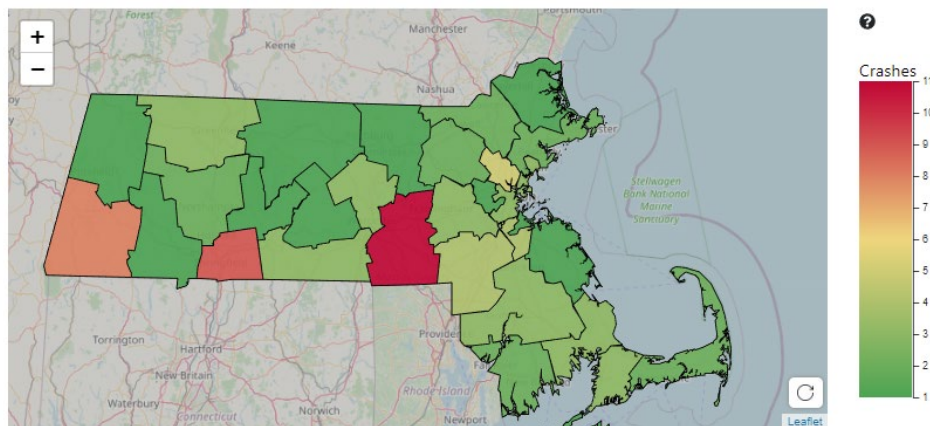 Forest
Portsmouth
+
−
Keene
Manchester
Nashua
?
Crashes
11
10
9
8
7
6
5
4
3
2
1
Stellwagen
Bank National
Marine
Sanctuary
Torrington
Hartford
New Britain
Waterbury
Connecticut
Norwich
Provide
Rhode Island
Newport
Leaflet